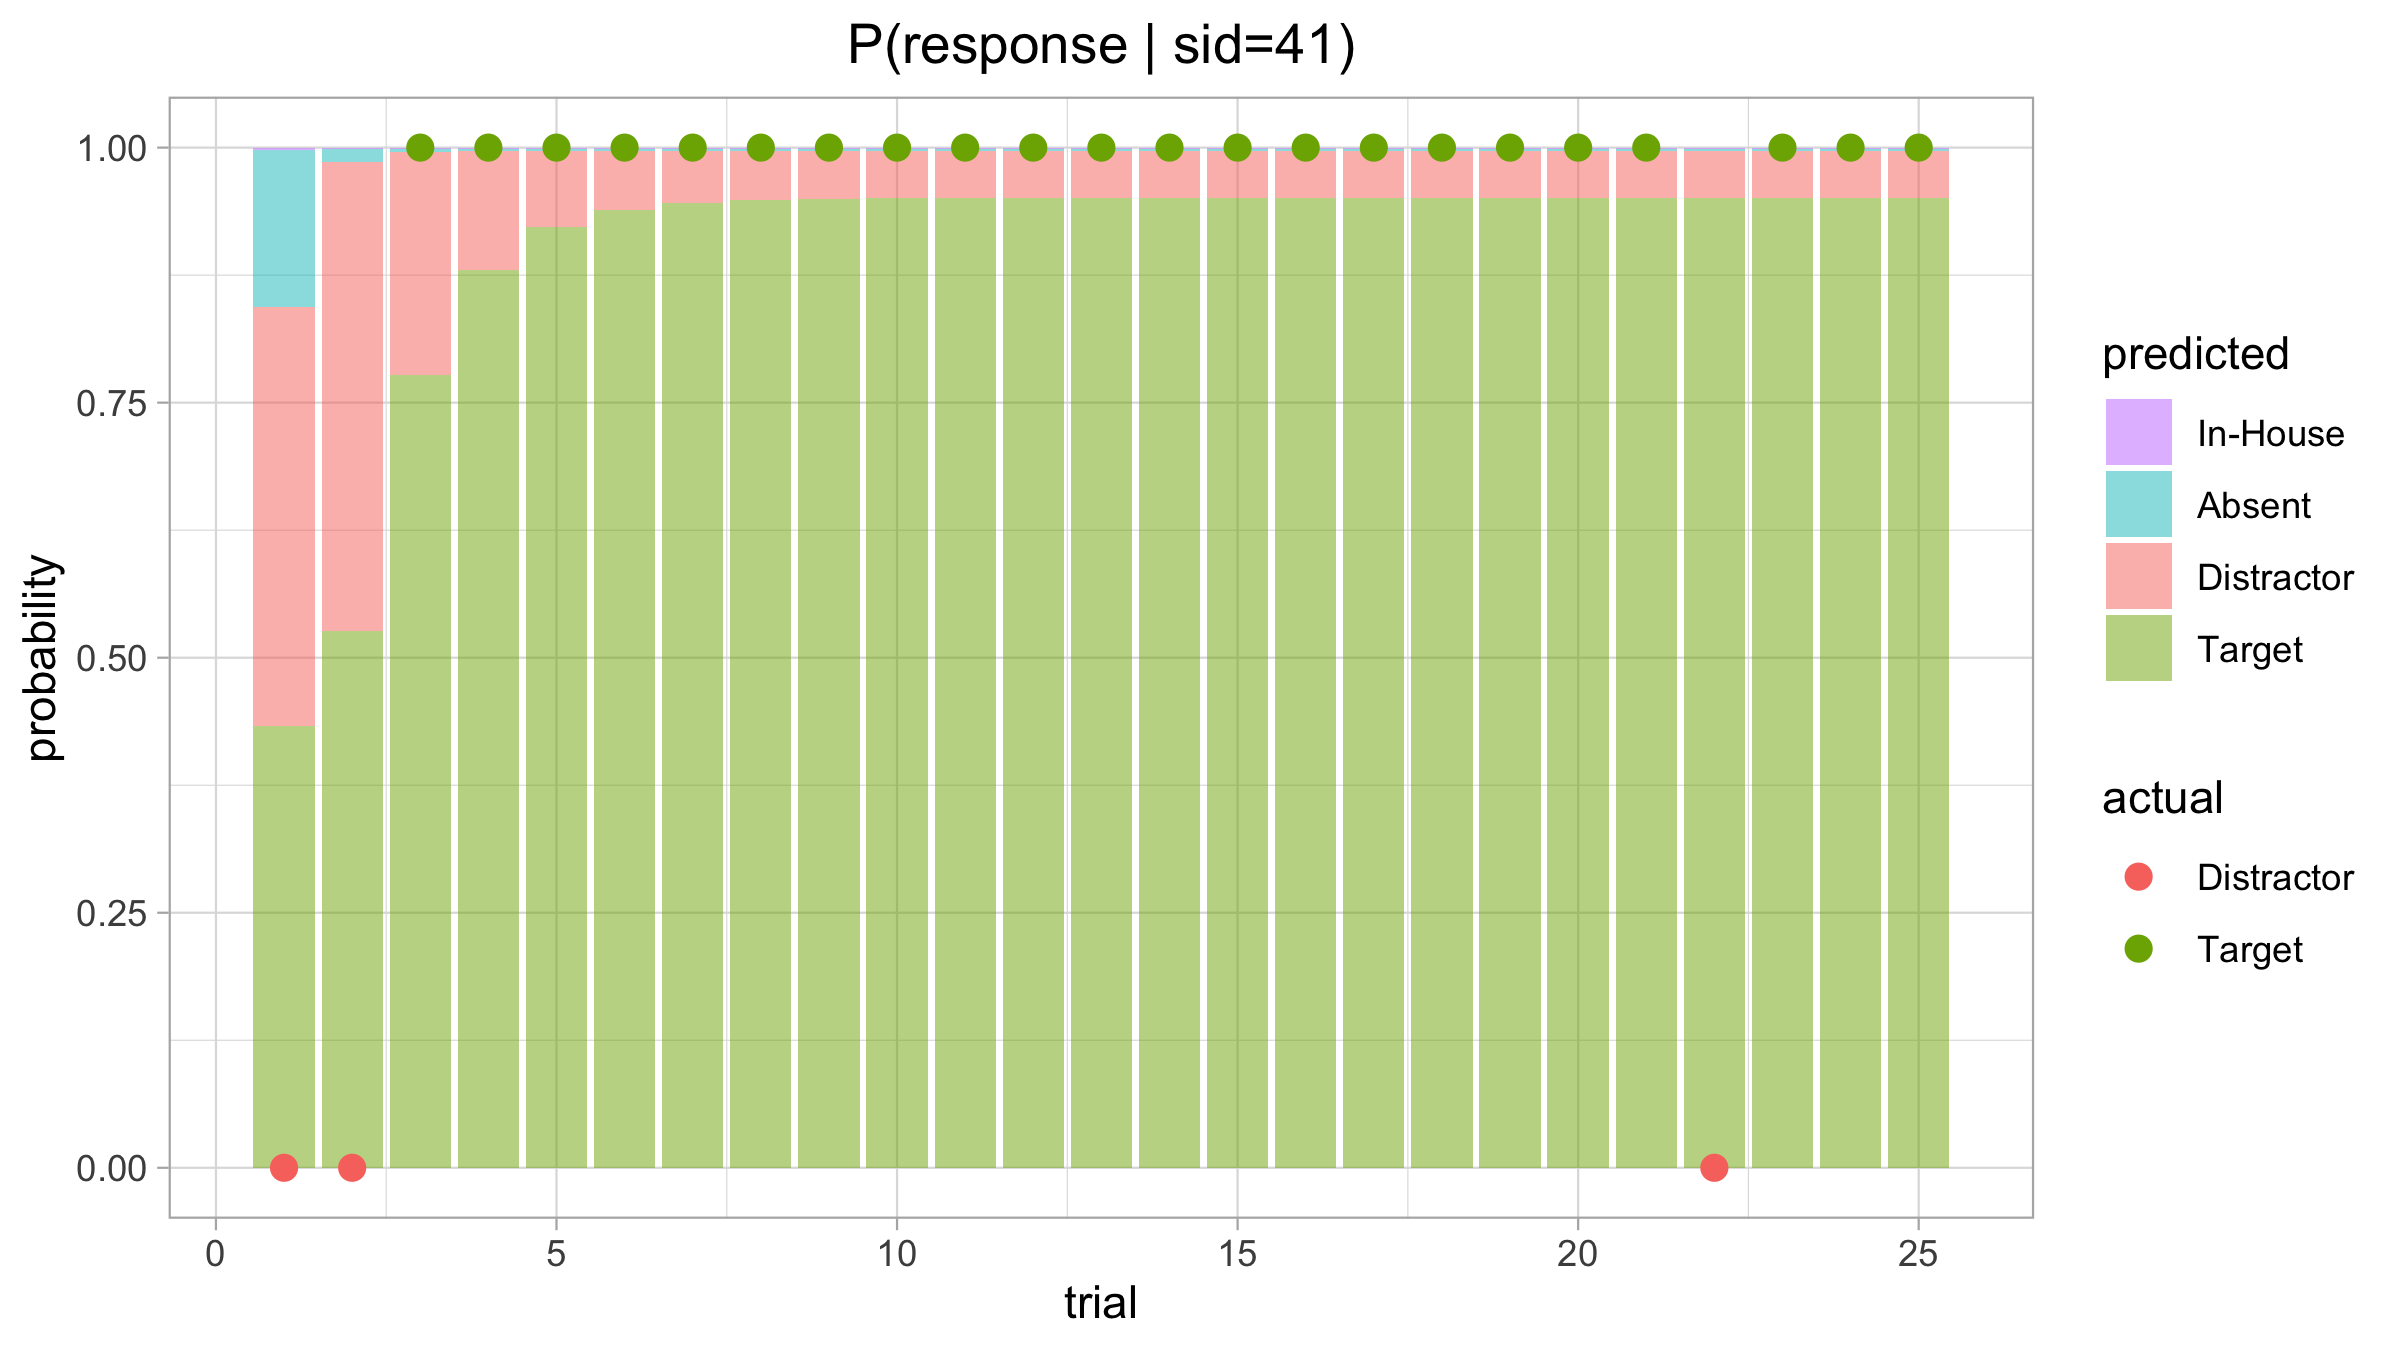 P(response | sid=41)
probability
1.00
0.75
0.50
0.25
0.00
0 5 10 15 20 25
trial
predicted
In-House
Absent
Distractor
Target
actual
Distractor
Target